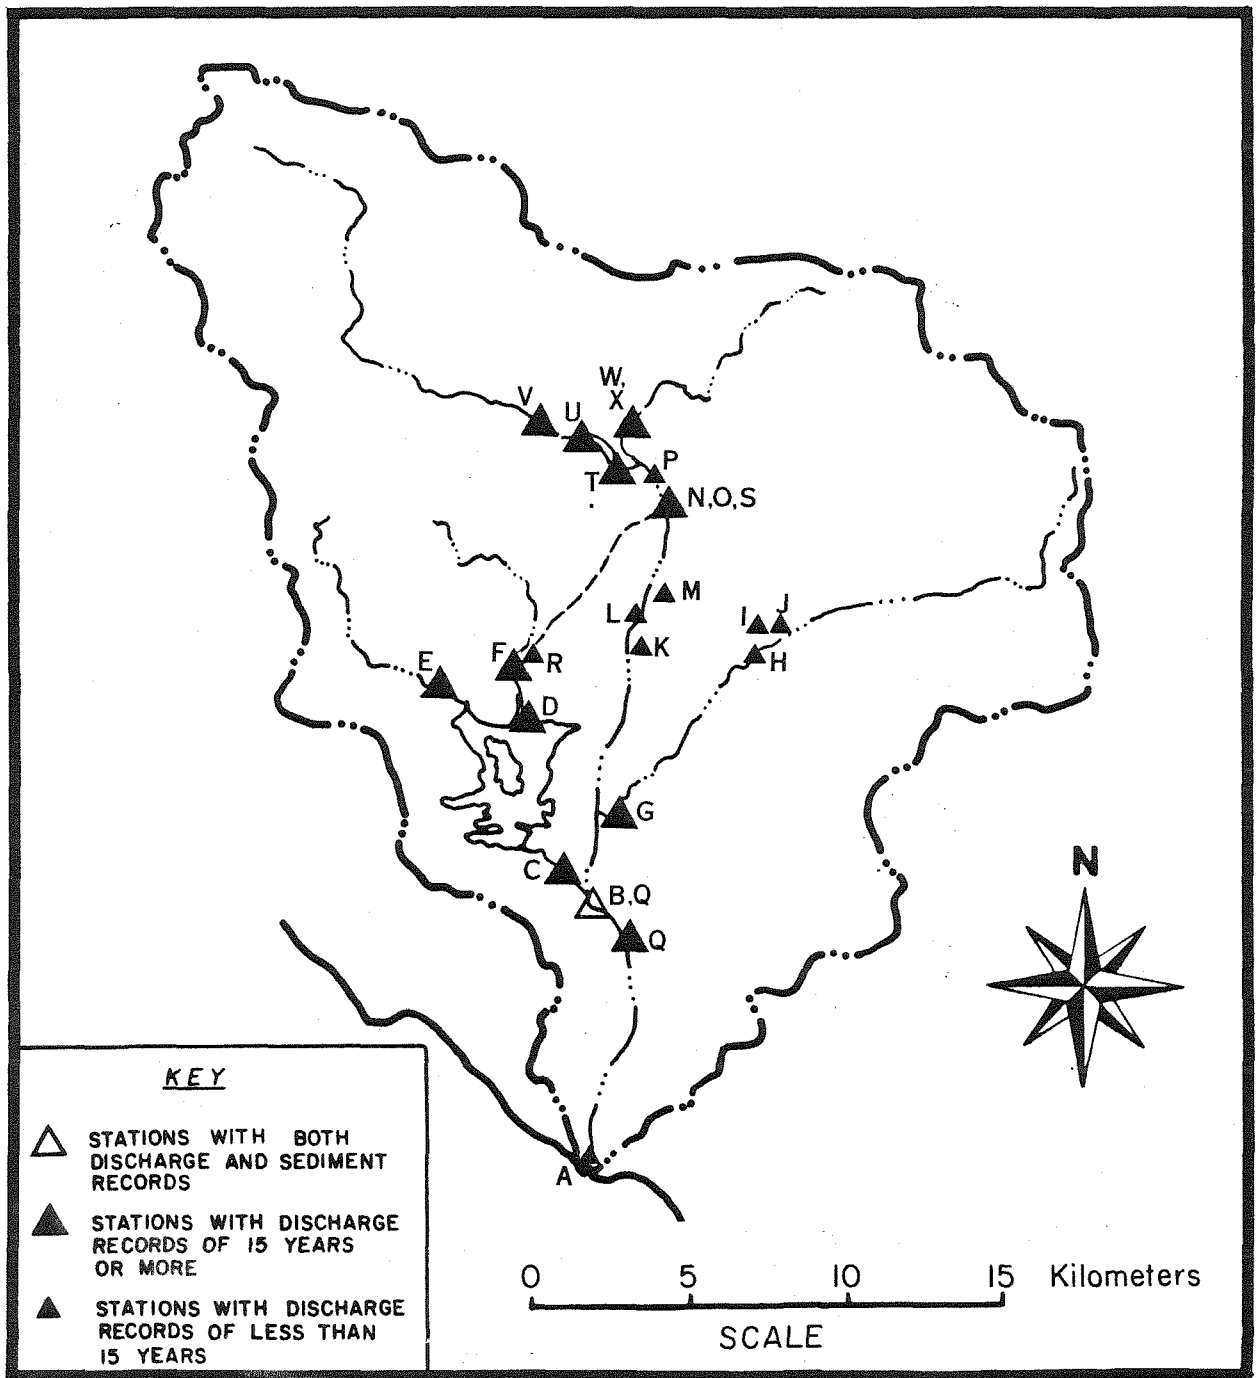 W,
X
V
U
T
P
N,O,S
M
L
K
I
J
H
F
R
E
D
G
C
B,Q
Q
A
N
KEY
STATIONS WITH BOTH
DISCHARGE AND SEDIMENT
RECORDS
STATIONS WITH DISCHARGE
RECORDS OF 15 YEARS
OR MORE
STATIONS WITH DISCHARGE
RECORDS OF LESS THAN
15 YEARS
0 5 10 15 Kilometers
SCALE